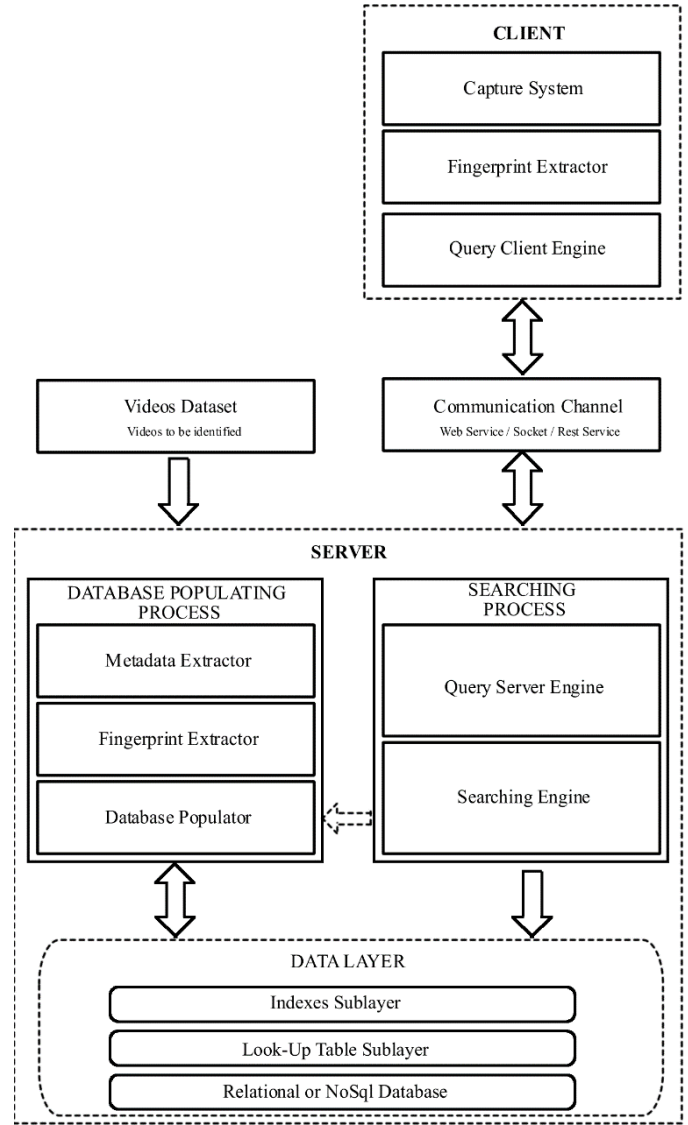 CLIENT
Capture System
Fingerprint Extractor
Query Client Engine
Videos Dataset
Videos to be identified
Communication Channel
Web Service / Socket / Rest Service
SERVER
DATABASE POPULATING
PROCESS
Metadata Extractor
Fingerprint Extractor
Database Populator
SEARCHING
PROCESS
Query Server Engine
Searching Engine
DATA LAYER
Indexes Sublayer
Look-Up Table Sublayer
Relational or NoSql Database